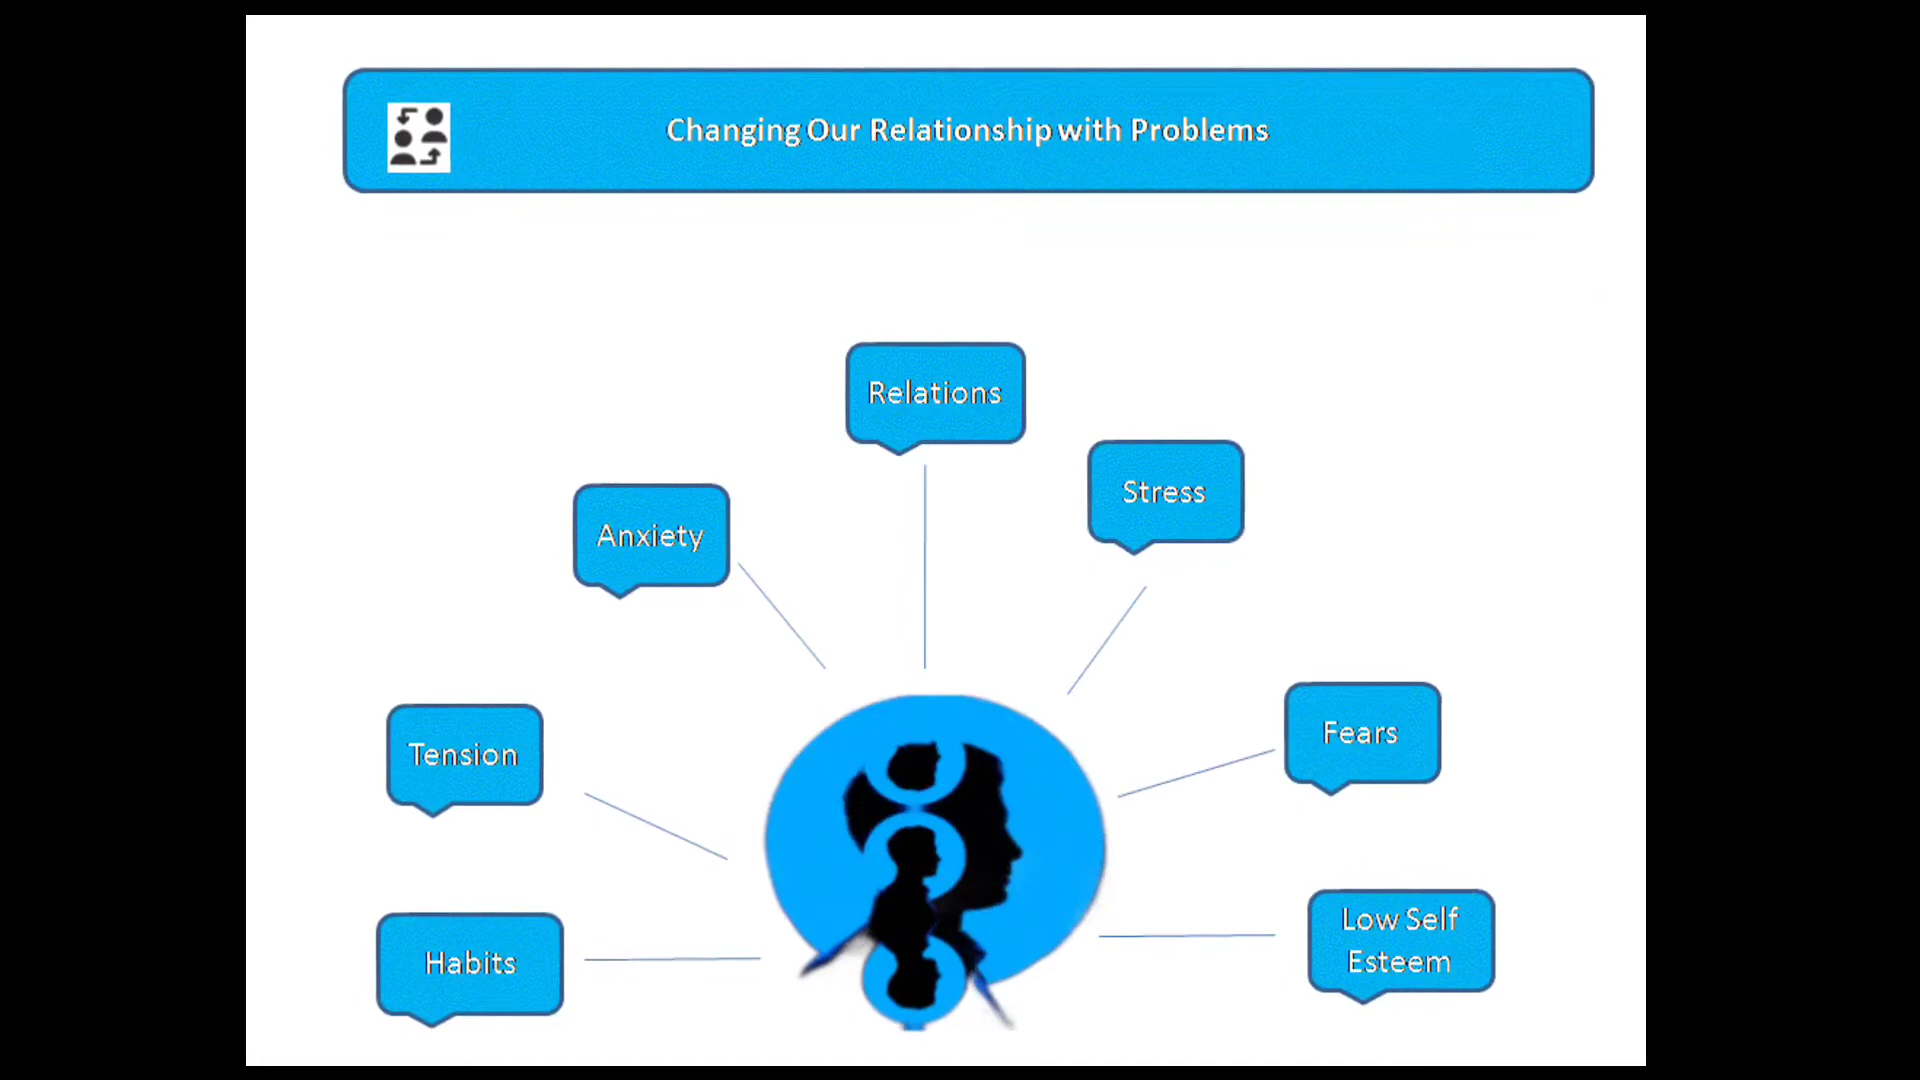 Changing Our Relationship with Problems
Relations
Stress
Anxiety
Fears
Tension
Low Self
Esteem
Habits